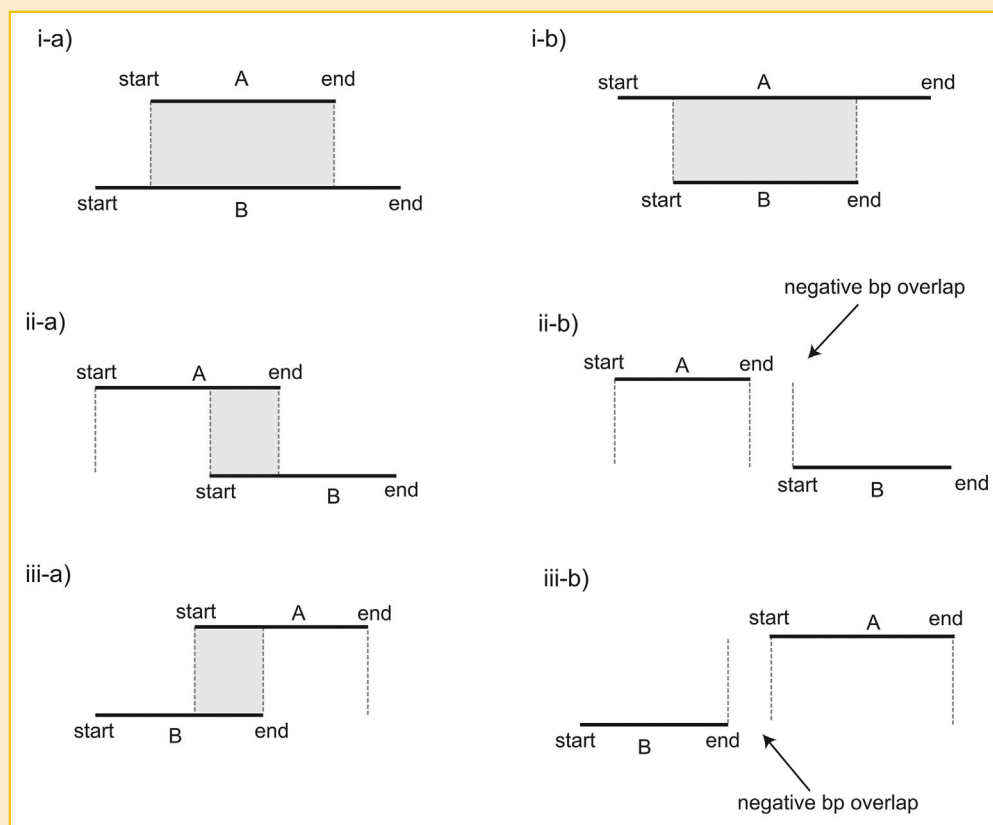 i-a)
start A end
start B end
i-b)
start A end
start B end
ii-a)
start A end
start B end
ii-b)
negative bp overlap
start A end
start B end
iii-a)
start A end
start B end
iii-b)
start A end
start B end
negative bp overlap